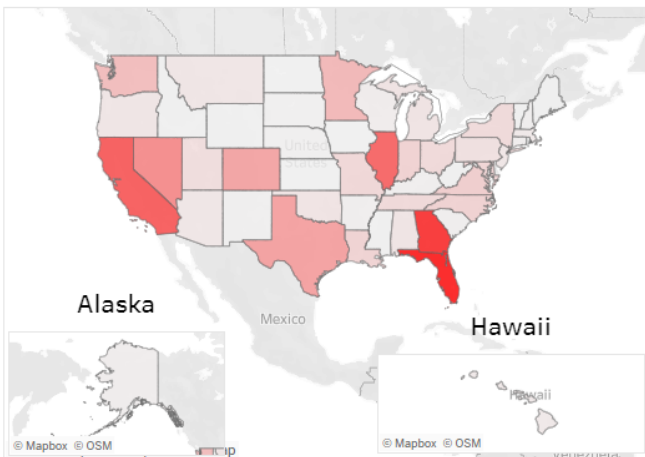 United
States
Alaska
Mexico
Hawaii
Hawaii
© Mapbox © OSM
© Mapbox © OSM